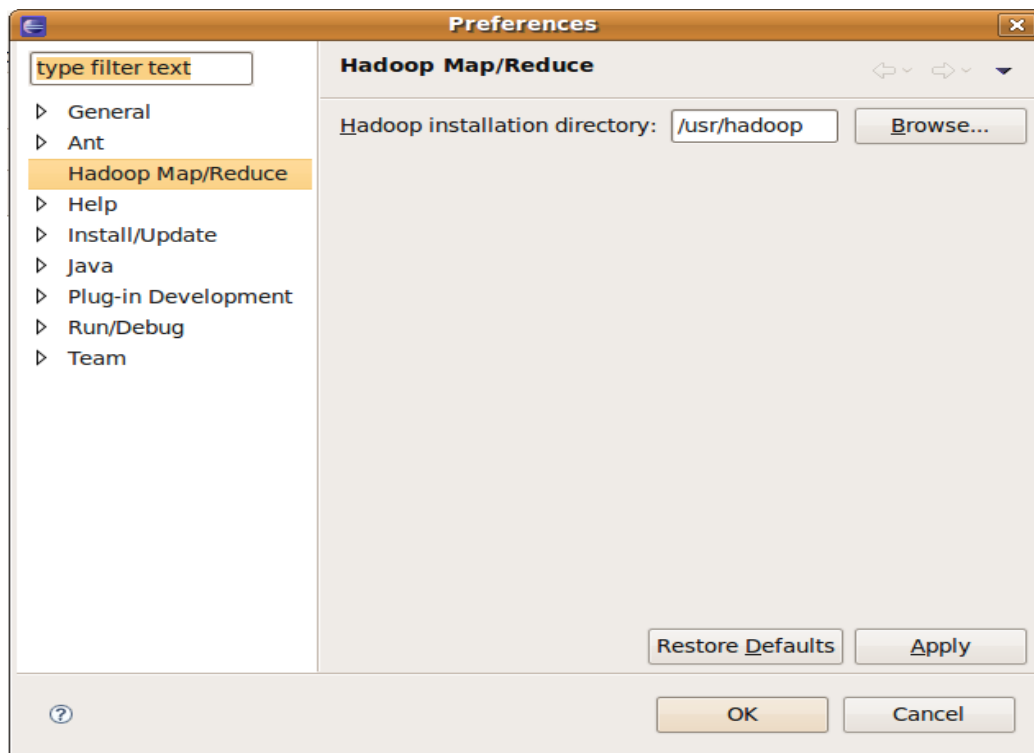 Preferences
type filter text
General
Ant
Hadoop Map/Reduce
Help
Install/Update
Java
Plug-in Development
Run/Debug
Team
Hadoop Map/Reduce
Hadoop installation directory: /usr/hadoop Browse...
Restore Defaults Apply
OK Cancel